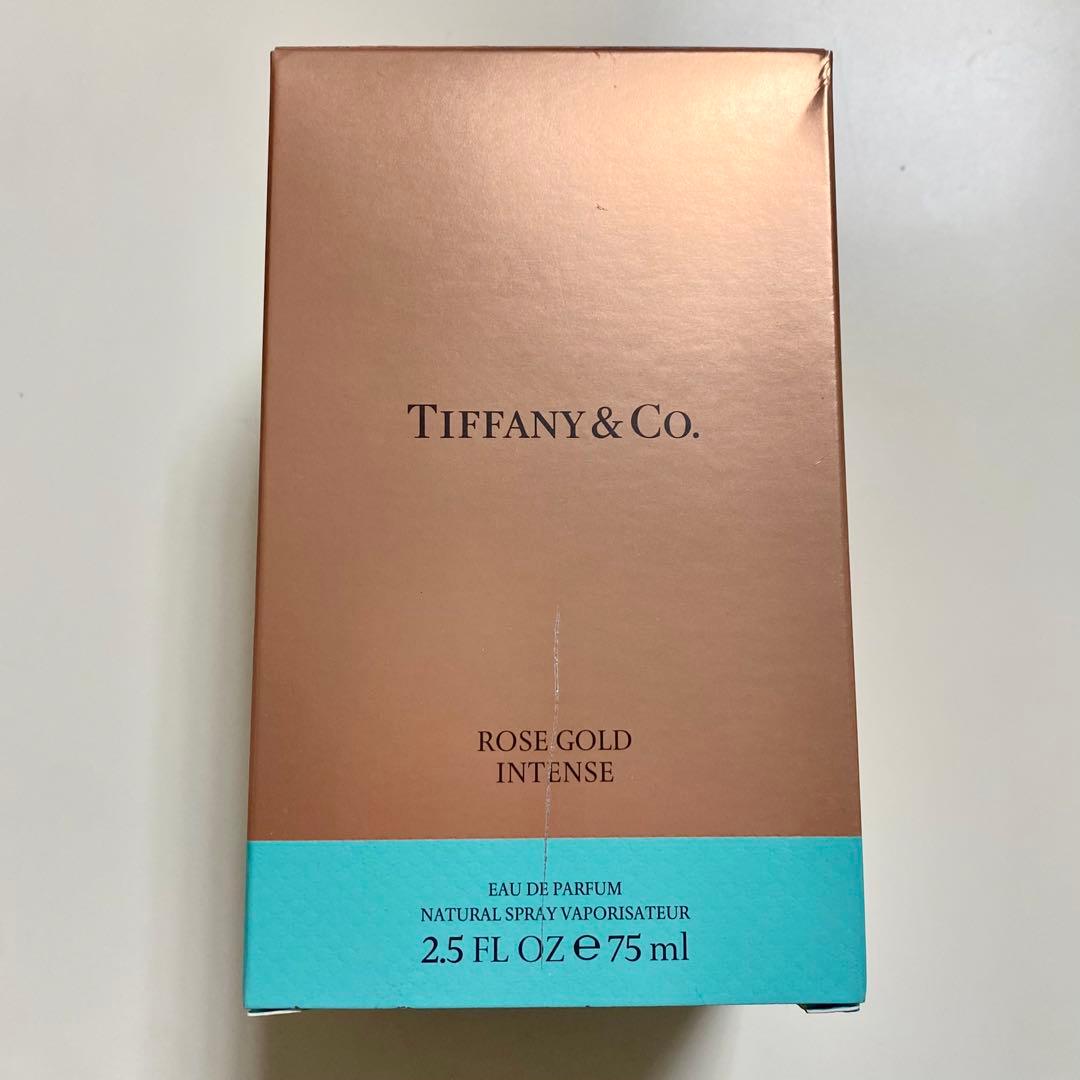 TIFFANY & CO.
ROSE GOLD
INTENSE
EAU DE PARFUM
NATURAL SPRAY VAPORISATEUR
2.5 FL OZ ℮ 75 ml